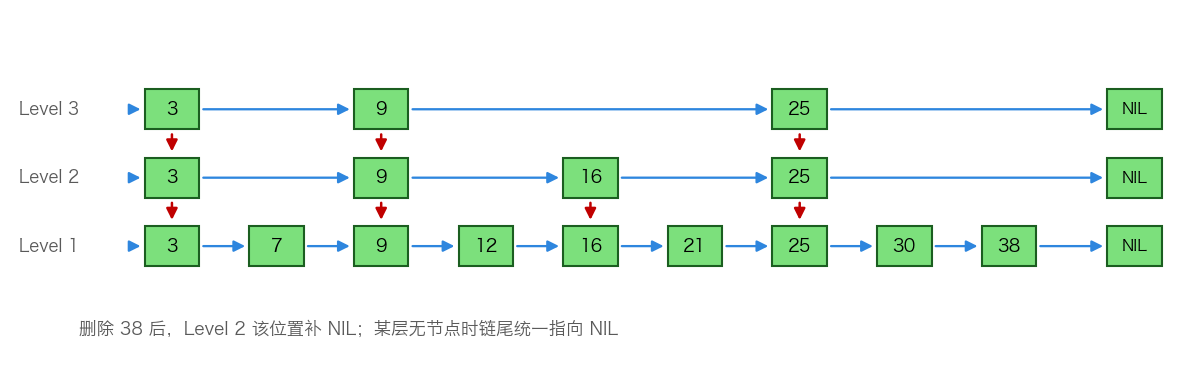 Level 3 3 9 25 NIL
Level 2 3 9 16 25 NIL
Level 1 3 7 9 12 16 21 25 30 38 NIL
删除 38 后，Level 2 该位置补 NIL；某层无节点时链尾统一指向 NIL